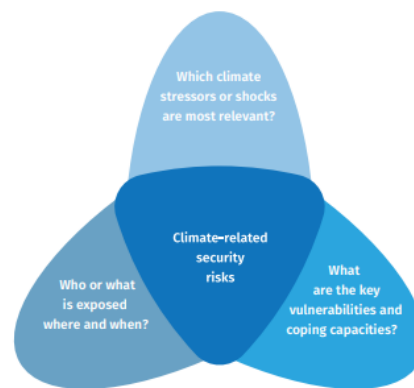 Which climate
stressors or shocks
are most relevant?
Climate-related
security
risks
Who or what
is exposed
where and when?
What
are the key
vulnerabilities and
coping capacities?